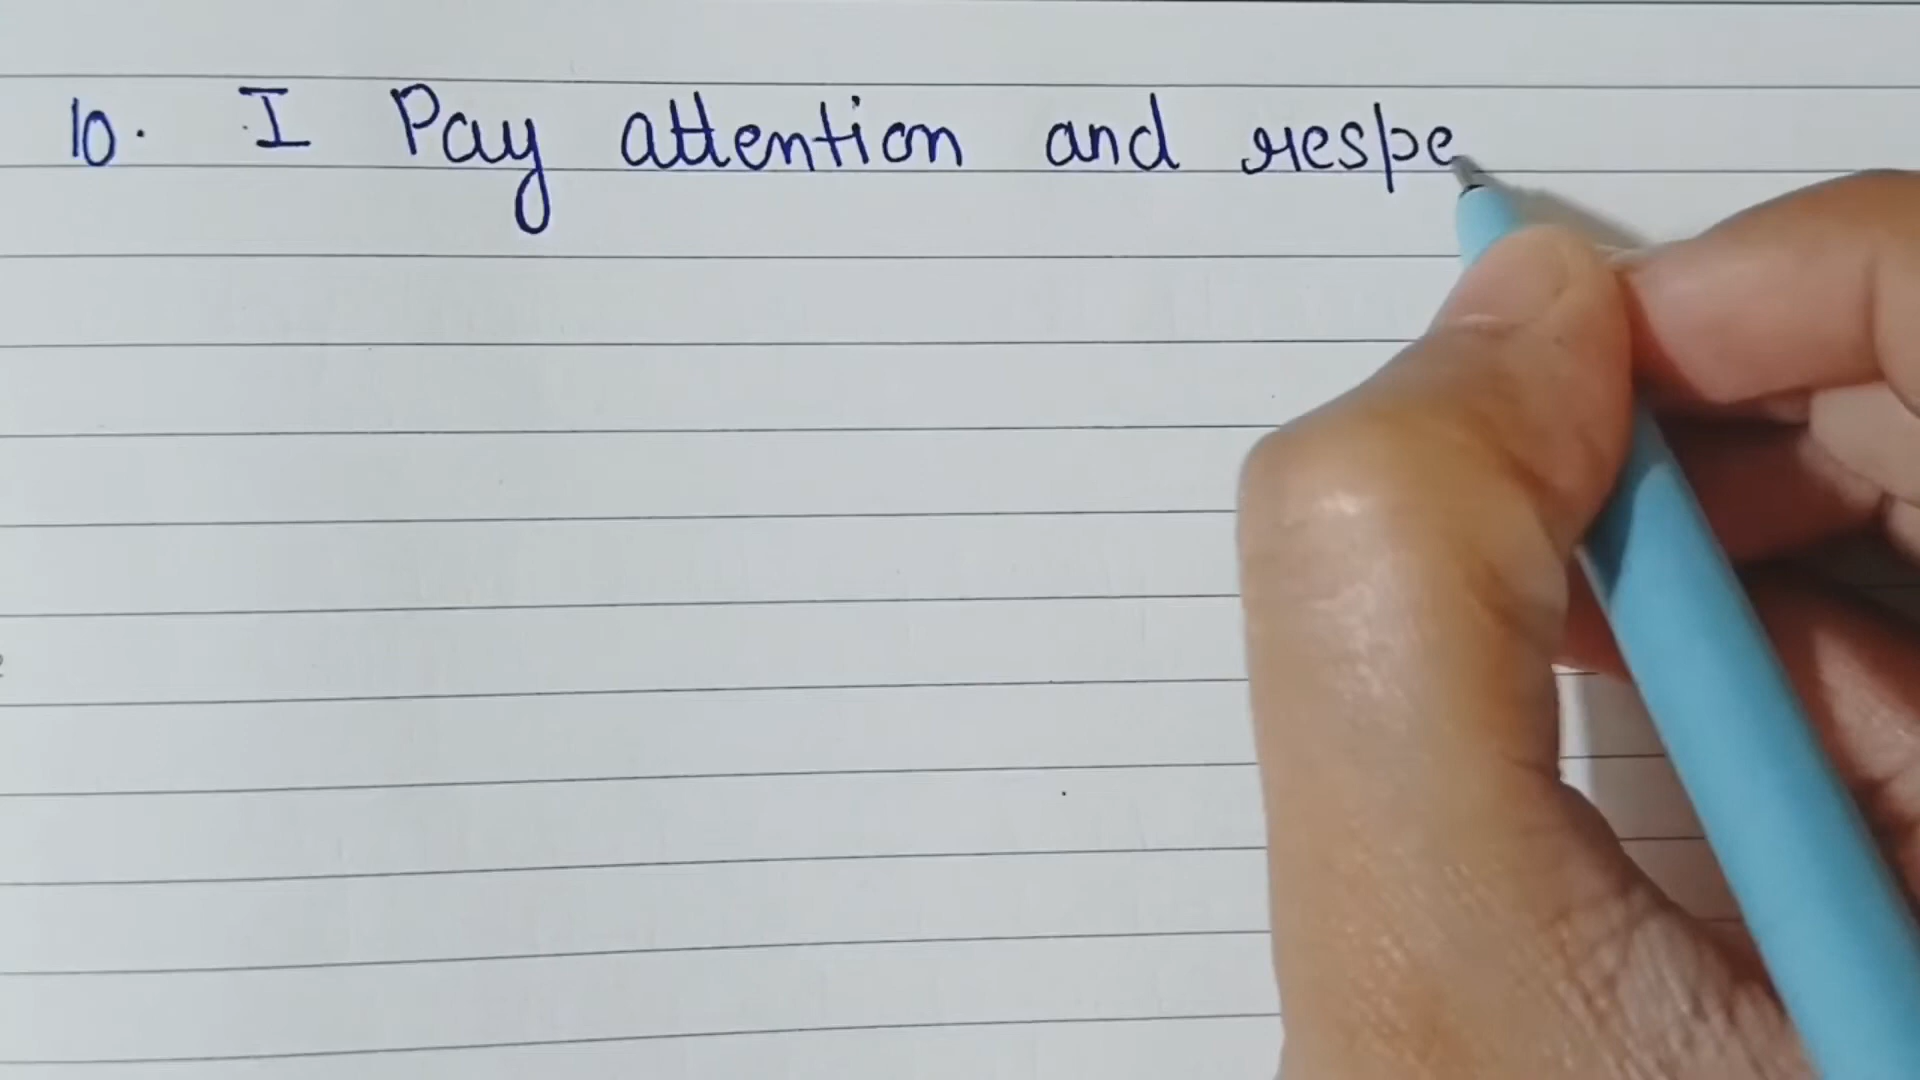 10. I Pay attention and respe